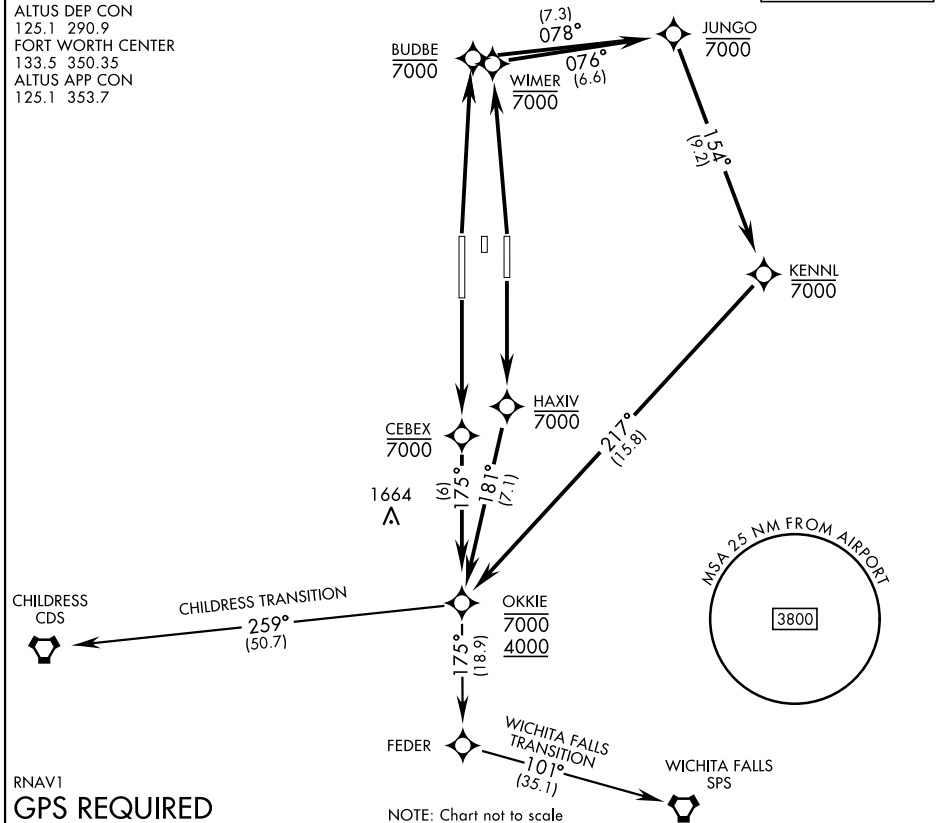 ALTUS DEP CON
125.1 290.9
FORT WORTH CENTER
133.5 350.35
ALTUS APP CON
125.1 353.7
(7.3)
078°
076°
(6.6)
BUDBE
7000
WIMER
7000
JUNGO
7000
154°
(9.2)
KENNL
7000
HAXIV
7000
CEBEX
7000
217°
(15.8)
1664
(6)
175°
181°
(7.1)
MSA 25 NM FROM AIRPORT
3800
CHILDRESS
CDS
CHILDRESS TRANSITION
259°
(50.7)
OKKIE
7000
4000
175°
(18.9)
FEDER
WICHITA FALLS
TRANSITION
101°
(35.1)
WICHITA FALLS
SPS
RNAV1
GPS REQUIRED
NOTE: Chart not to scale